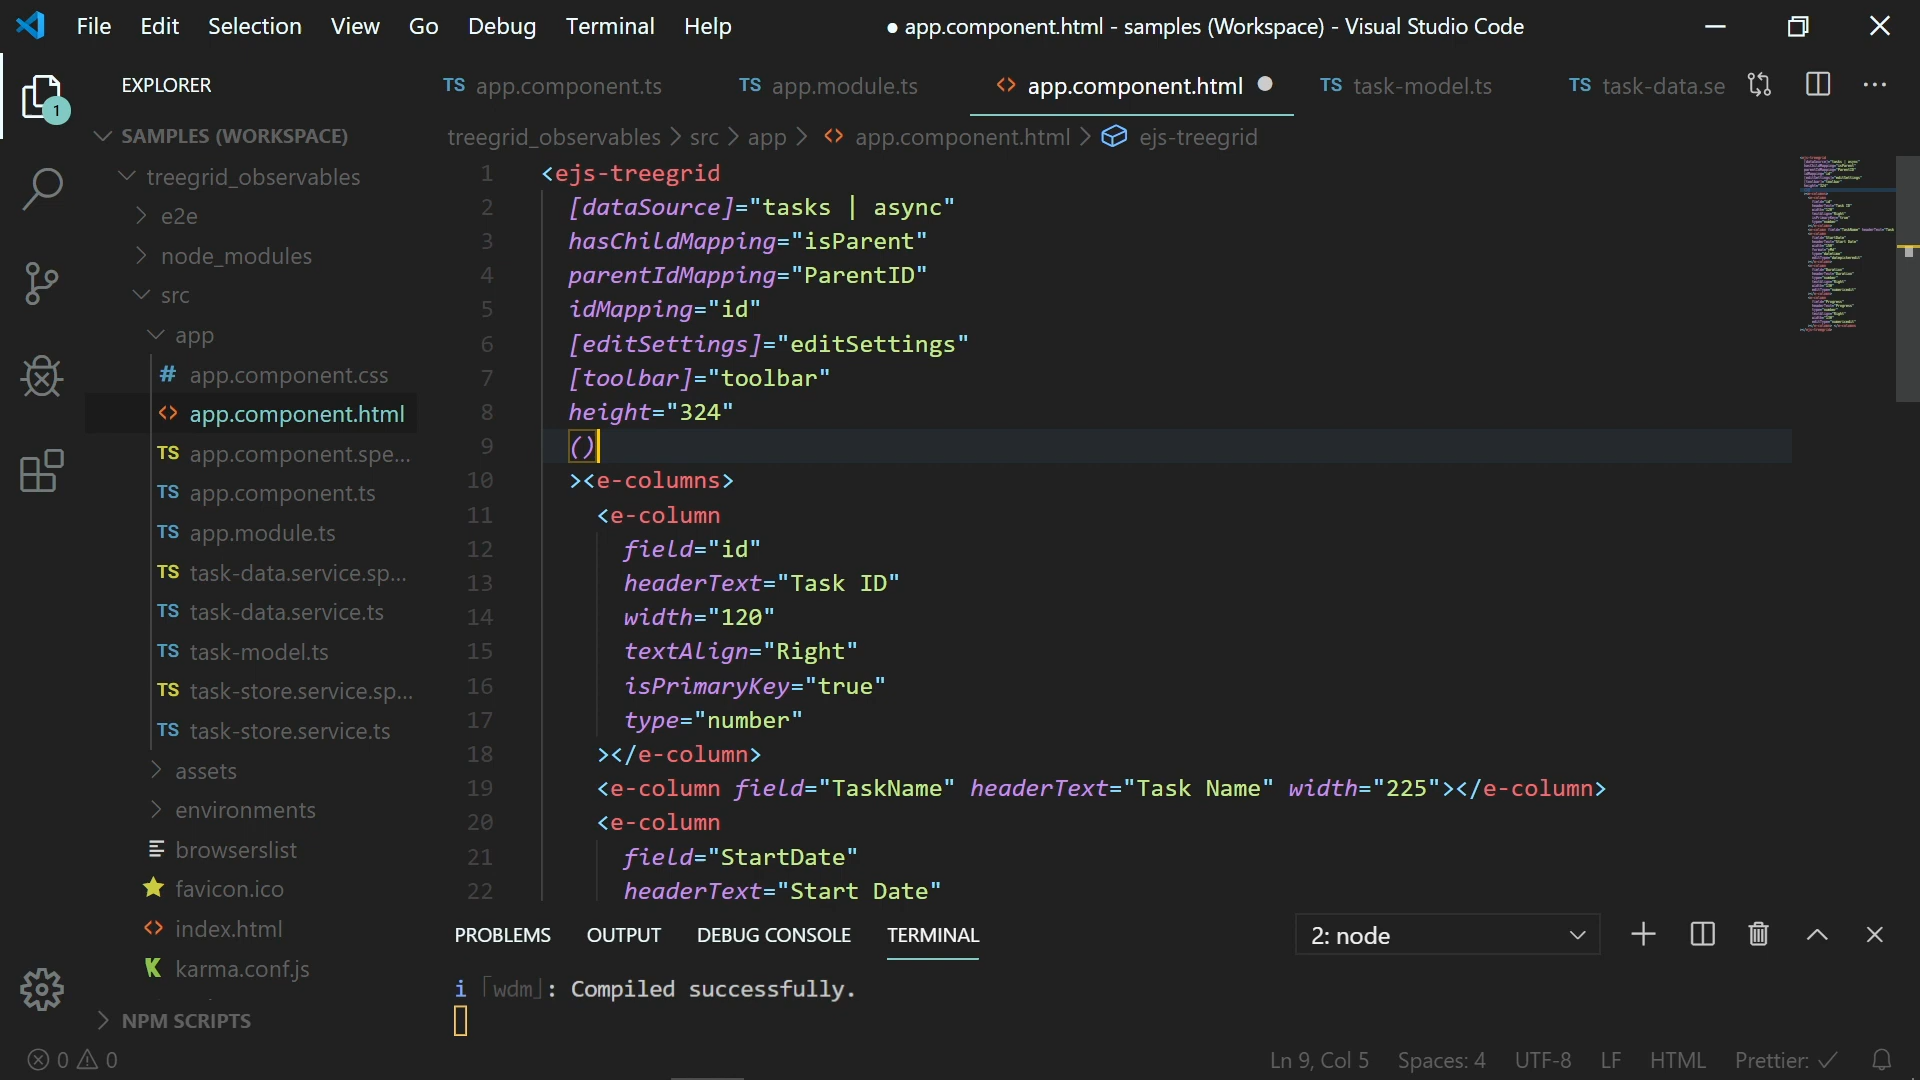 File Edit Selection View Go Debug Terminal Help
● app.component.html - samples (Workspace) - Visual Studio Code
EXPLORER
1
SAMPLES (WORKSPACE)
treegrid_observables
e2e
node_modules
src
app
# app.component.css
<> app.component.html
TS app.component.spe...
TS app.component.ts
TS app.module.ts
TS task-data.service.sp...
TS task-data.service.ts
TS task-model.ts
TS task-store.service.sp...
TS task-store.service.ts
assets
environments
browserslist
favicon.ico
<> index.html
karma.conf.js
NPM SCRIPTS
TS app.component.ts
TS app.module.ts
<> app.component.html
TS task-model.ts
TS task-data.se
treegrid_observables > src > app > <> app.component.html > ejs-treegrid
1 <ejs-treegrid
2 [dataSource]="tasks | async"
3 hasChildMapping="isParent"
4 parentIdMapping="ParentID"
5 idMapping="id"
6 [editSettings]="editSettings"
7 [toolbar]="toolbar"
8 height="324"
9 ()
10 ><e-columns>
11 <e-column
12 field="id"
13 headerText="Task ID"
14 width="120"
15 textAlign="Right"
16 isPrimaryKey="true"
17 type="number"
18 ></e-column>
19 <e-column field="TaskName" headerText="Task Name" width="225"></e-column>
20 <e-column
21 field="StartDate"
22 headerText="Start Date"
PROBLEMS OUTPUT DEBUG CONSOLE TERMINAL
2: node
i ｢wdm｣: Compiled successfully.
0 0
Ln 9, Col 5 Spaces: 4 UTF-8 LF HTML Prettier: ✓